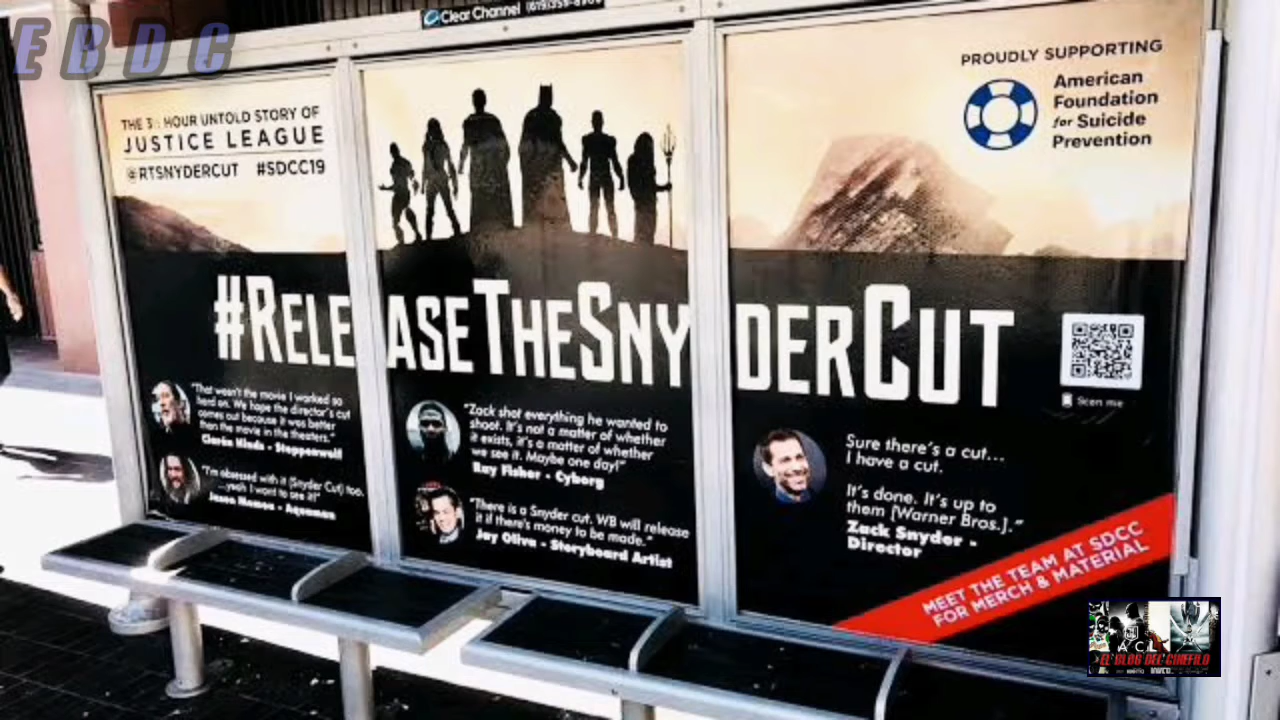 EBDC
Clear Channel (619)
THE 3½ HOUR UNTOLD STORY OF
JUSTICE LEAGUE
@RTSNYDERCUT #SDCC19
PROUDLY SUPPORTING
American
Foundation
for Suicide
Prevention
#RELEASETHESNYDERCUT
Scan me
"That wasn't the movie I worked so
hard on. We hope the director's cut
comes out because it was better
than the movie in the theaters."
Ciarán Hinds - Steppenwolf
"I'm obsessed with it (Snyder Cut) too.
...yeah I want to see it!"
Jason Momoa - Aquaman
"Zack shot everything he wanted to
shoot. It's not a matter of whether
it exists, it's a matter of whether
we see it. Maybe one day!"
Ray Fisher - Cyborg
"There is a Snyder cut. WB will release
it if there's money to be made."
Jay Oliva - Storyboard Artist
Sure there's a cut...
I have a cut.
It's done. It's up to
them [Warner Bros.]."
Zack Snyder -
Director
MEET THE TEAM AT SDCC
FOR MERCH & MATERIAL
ACL
EL BLOG DEL CINEFILO